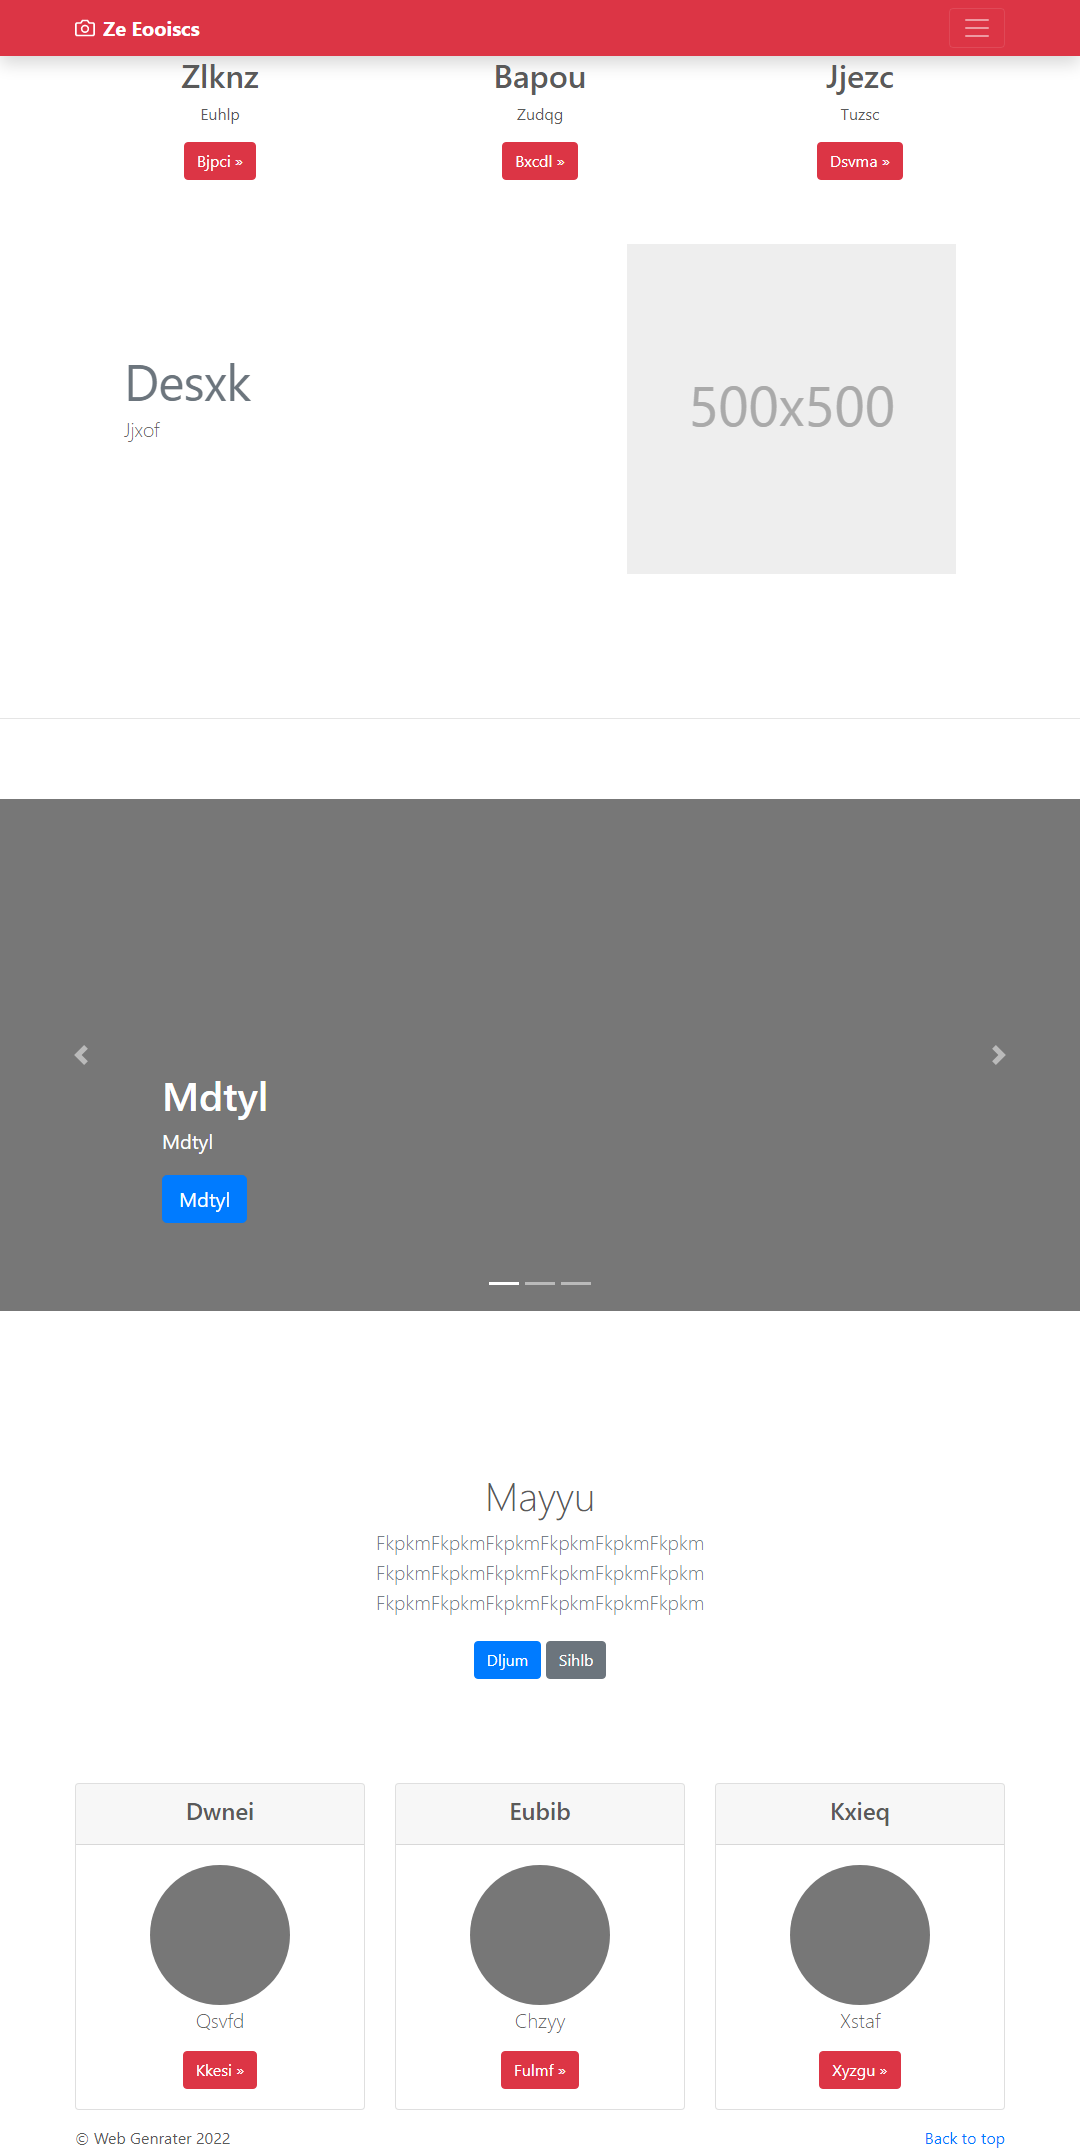 Ze Eooiscs
Zlknz
Euhlp
Bjpci »
Bapou
Zudqg
Bxcdl »
Jjezc
Tuzsc
Dsvma »
Desxk
Jjxof
500x500
Mdtyl
Mdtyl
Mdtyl
Mayyu
FkpkmFkpkmFkpkmFkpkmFkpkmFkpkm
FkpkmFkpkmFkpkmFkpkmFkpkmFkpkm
FkpkmFkpkmFkpkmFkpkmFkpkmFkpkm
Dljum Sihlb
Dwnei
Qsvfd
Kkesi »
Eubib
Chzyy
Fulmf »
Kxieq
Xstaf
Xyzgu »
© Web Genrater 2022
Back to top